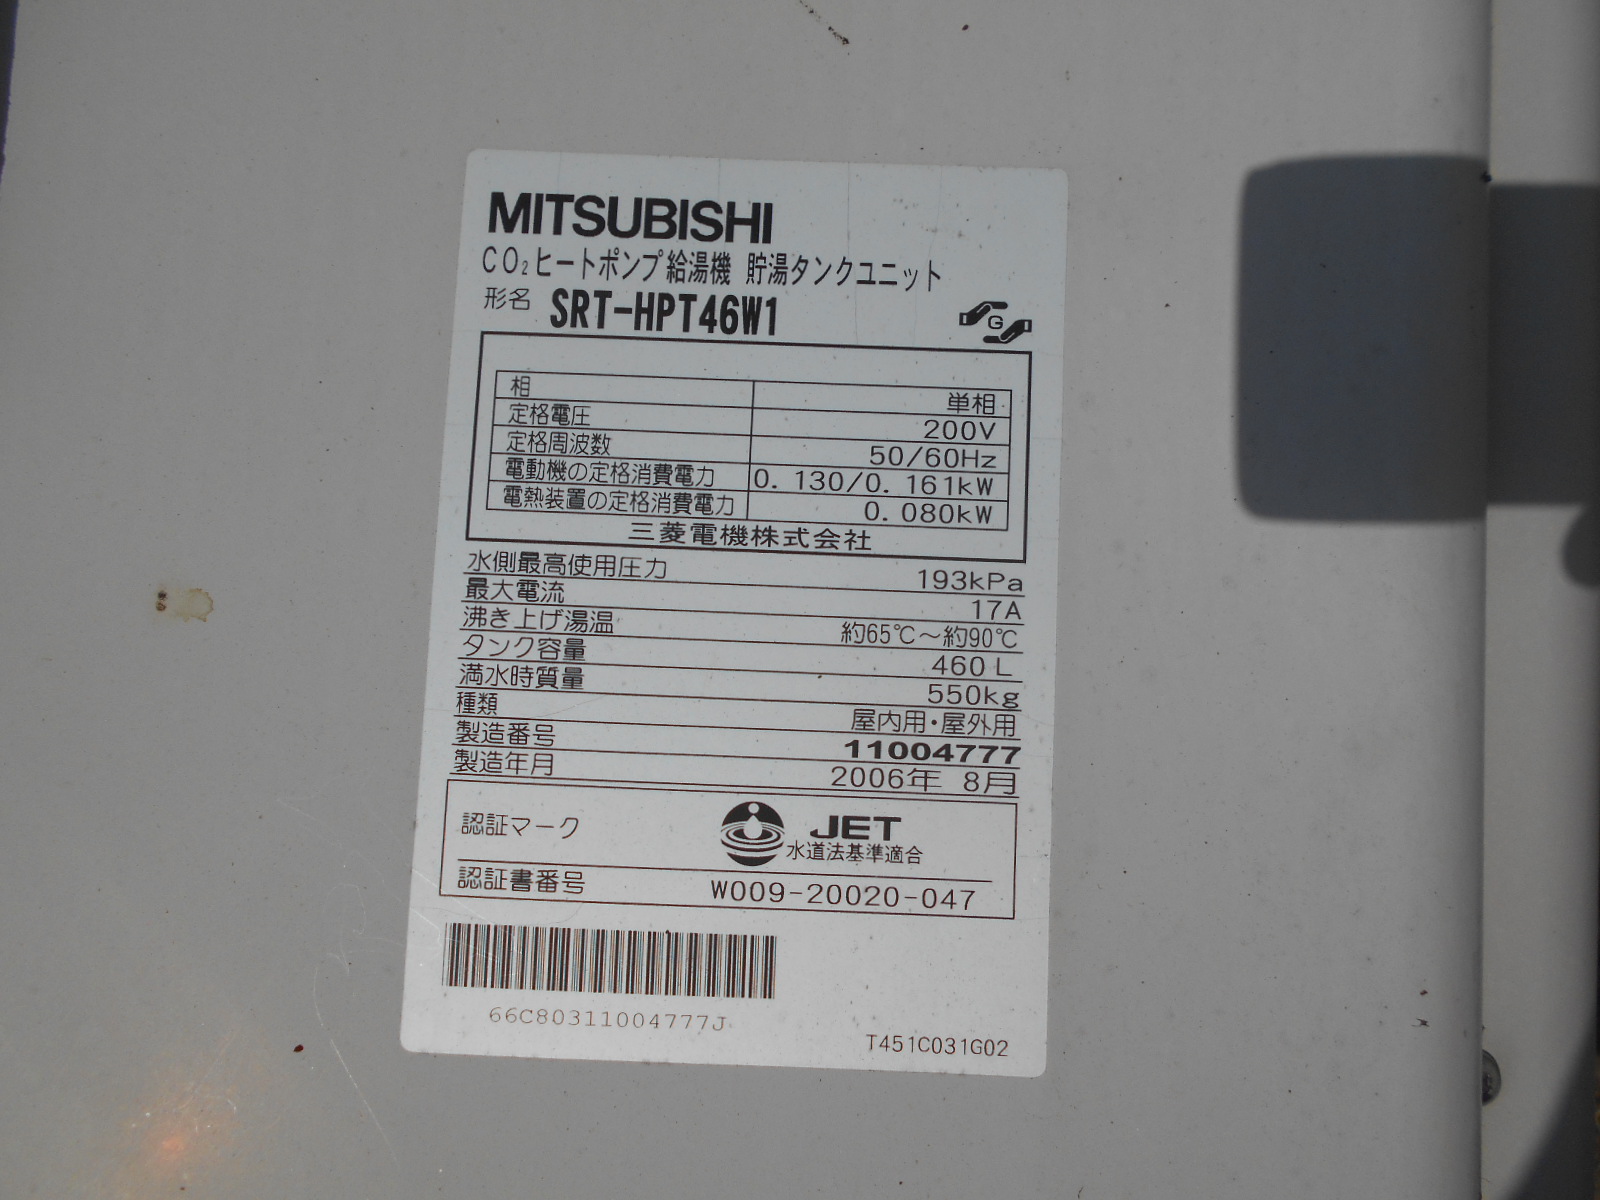 MITSUBISHI
CO₂ヒートポンプ給湯機 貯湯タンクユニット
形名 SRT-HPT46W1
G
相 単相
定格電圧 200V
定格周波数 50/60Hz
電動機の定格消費電力 0.130/0.161kW
電熱装置の定格消費電力 0.080kW
三菱電機株式会社
水側最高使用圧力 193kPa
最大電流 17A
沸き上げ湯温 約65℃～約90℃
タンク容量 460L
満水時質量 550kg
種類 屋内用・屋外用
製造番号 11004777
製造年月 2006年 8月
認証マーク JET
水道法基準適合
認証書番号 W009-20020-047
66C80311004777J
T451C031G02